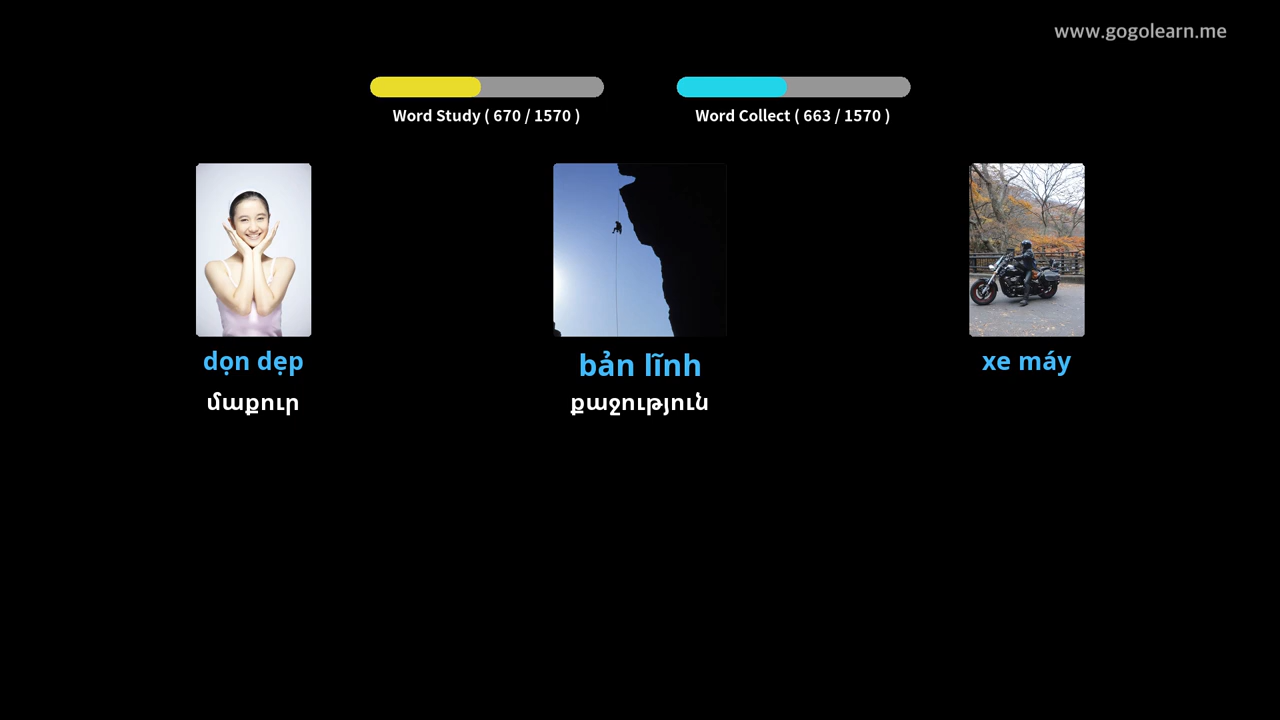 www.gogolearn.me
Word Study ( 670 / 1570 )
Word Collect ( 663 / 1570 )
dọn dẹp
մաքուր
bản lĩnh
քաջություն
xe máy